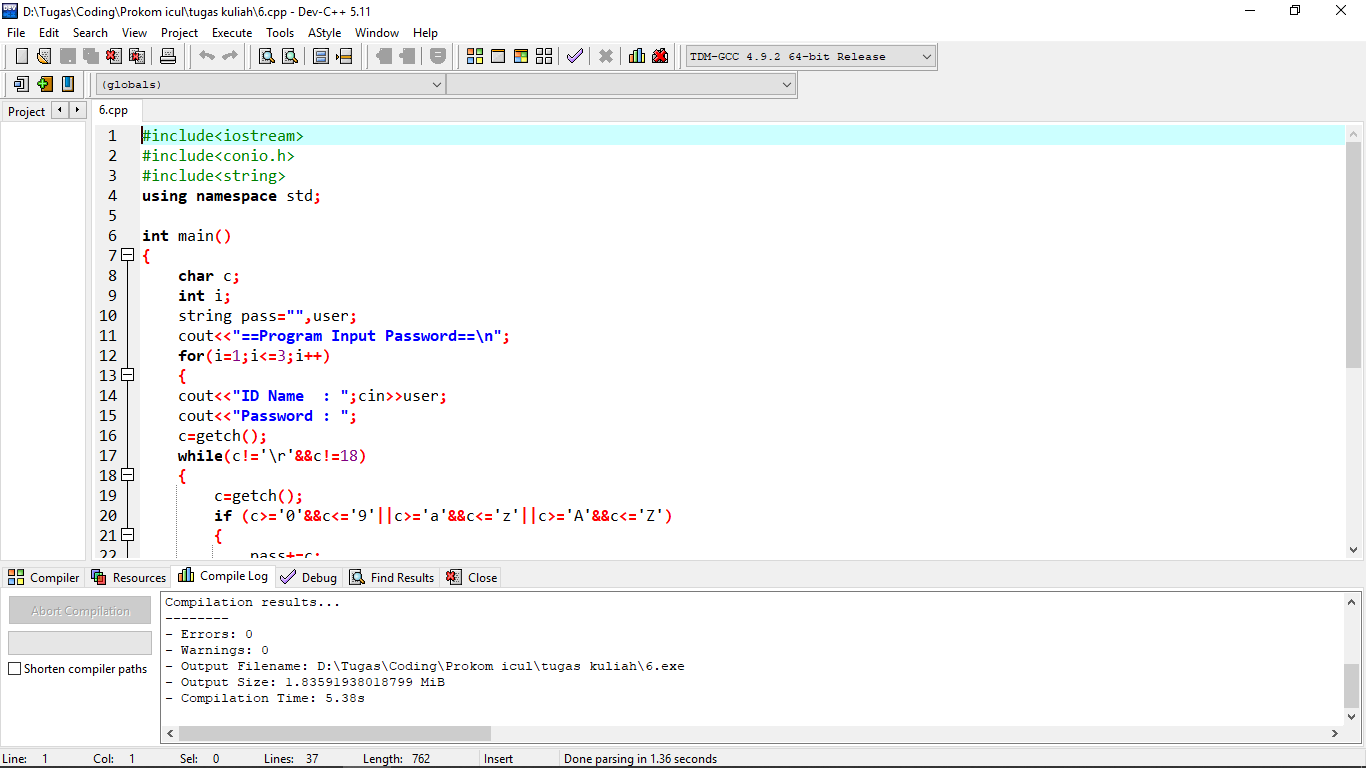 D:\Tugas\Coding\Prokom icul\tugas kuliah\6.cpp - Dev-C++ 5.11
File Edit Search View Project Execute Tools AStyle Window Help
TDM-GCC 4.9.2 64-bit Release
(globals)
Project
6.cpp
1 #include<iostream>
2 #include<conio.h>
3 #include<string>
4 using namespace std;
5
6 int main()
7 {
8 char c;
9 int i;
10 string pass="",user;
11 cout<<"==Program Input Password==\n";
12 for(i=1;i<=3;i++)
13 {
14 cout<<"ID Name  : ";cin>>user;
15 cout<<"Password : ";
16 c=getch();
17 while(c!='\r'&&c!=18)
18 {
19 c=getch();
20 if (c>='0'&&c<='9'||c>='a'&&c<='z'||c>='A'&&c<='Z')
21 {
22 pass+=c;
Compiler Resources Compile Log Debug Find Results Close
Abort Compilation
Shorten compiler paths
Compilation results...
--------
- Errors: 0
- Warnings: 0
- Output Filename: D:\Tugas\Coding\Prokom icul\tugas kuliah\6.exe
- Output Size: 1.83591938018799 MiB
- Compilation Time: 5.38s
Line: 1 Col: 1 Sel: 0 Lines: 37 Length: 762 Insert Done parsing in 1.36 seconds